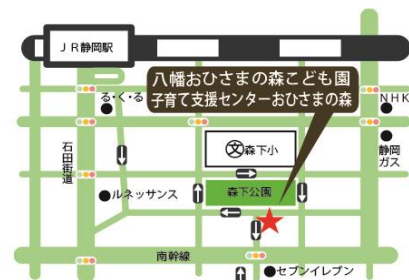 JR静岡駅
八幡おひさまの森こども園
子育て支援センターおひさまの森
る・く・る
NHK
石田街道
文森下小
静岡ガス
ルネッサンス
森下公園
南幹線
セブンイレブン